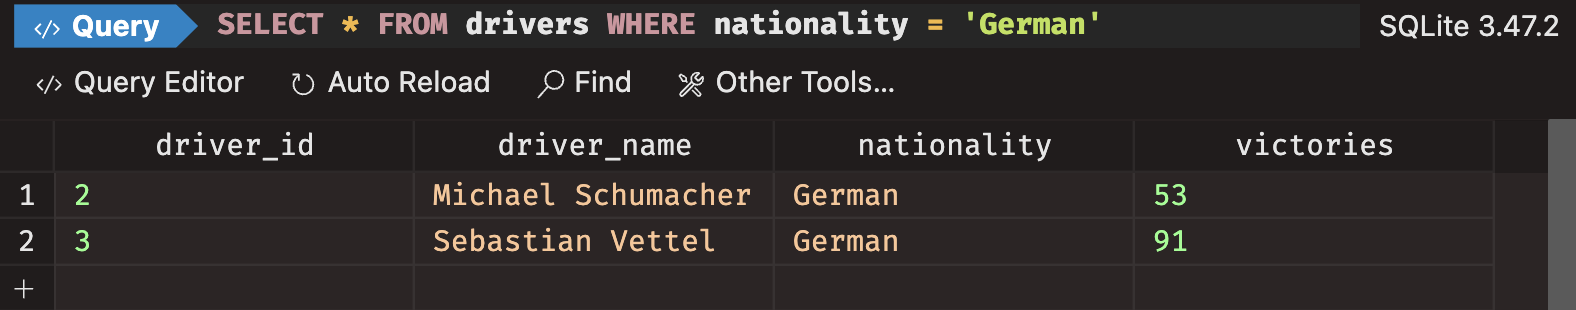 </> Query SELECT * FROM drivers WHERE nationality = 'German' SQLite 3.47.2
</> Query Editor Auto Reload Find Other Tools...
driver_id driver_name nationality victories
1 2 Michael Schumacher German 53
2 3 Sebastian Vettel German 91
+